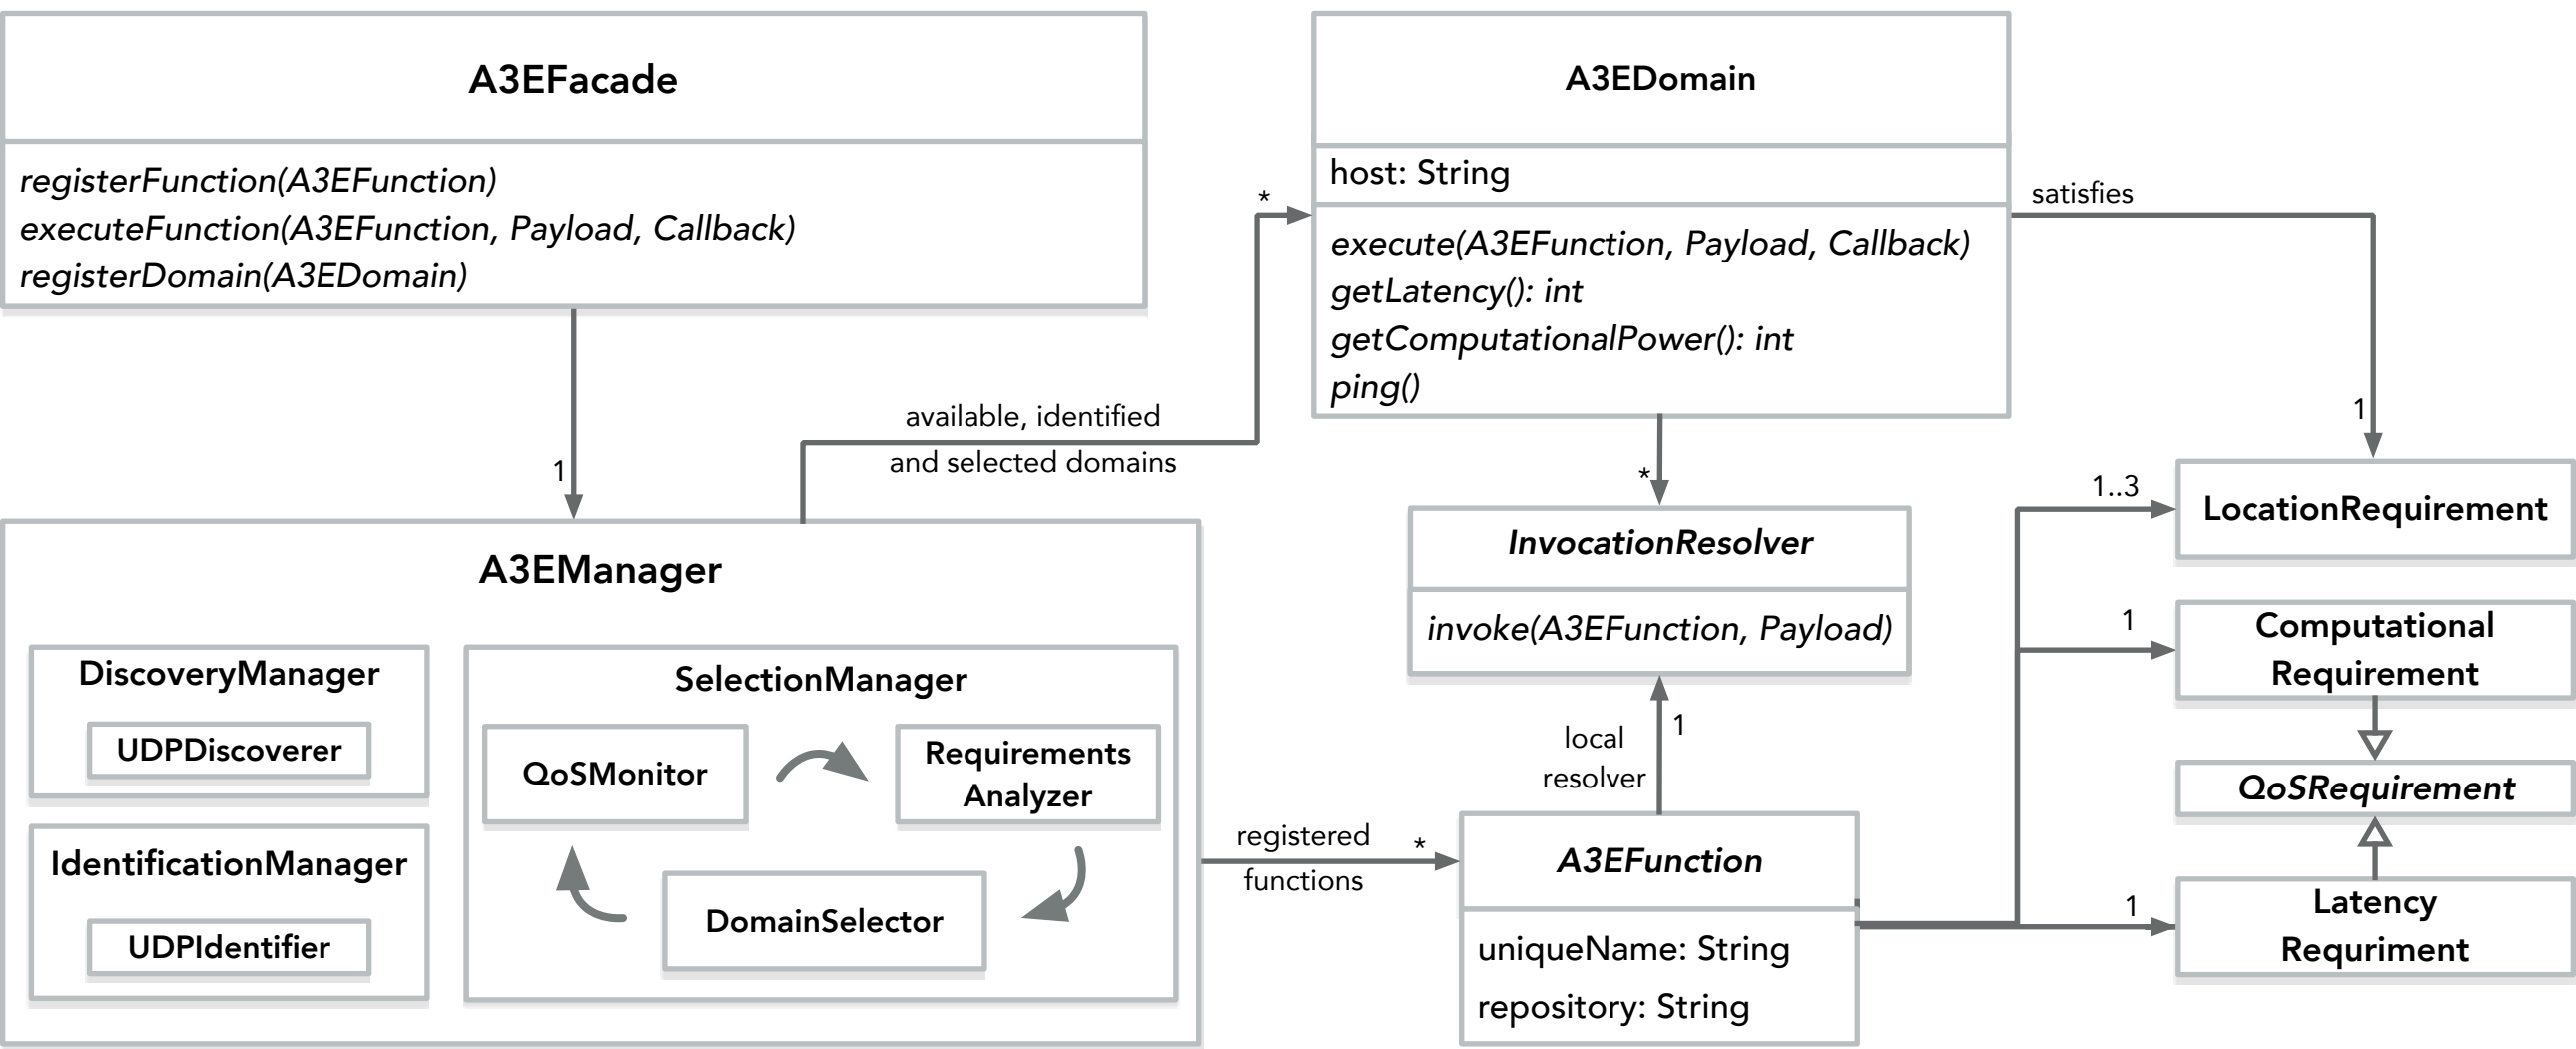 A3EFacade
registerFunction(A3EFunction)
executeFunction(A3EFunction, Payload, Callback)
registerDomain(A3EDomain)
1
available, identified
and selected domains
*
A3EDomain
host: String
execute(A3EFunction, Payload, Callback)
getLatency(): int
getComputationalPower(): int
ping()
satisfies
1
*
A3EManager
DiscoveryManager
UDPDiscoverer
IdentificationManager
UDPIdentifier
SelectionManager
QoSMonitor
Requirements
Analyzer
DomainSelector
registered
functions
*
InvocationResolver
invoke(A3EFunction, Payload)
local
resolver
1
A3EFunction
uniqueName: String
repository: String
1..3
LocationRequirement
1
Computational
Requirement
QoSRequirement
1
Latency
Requriment